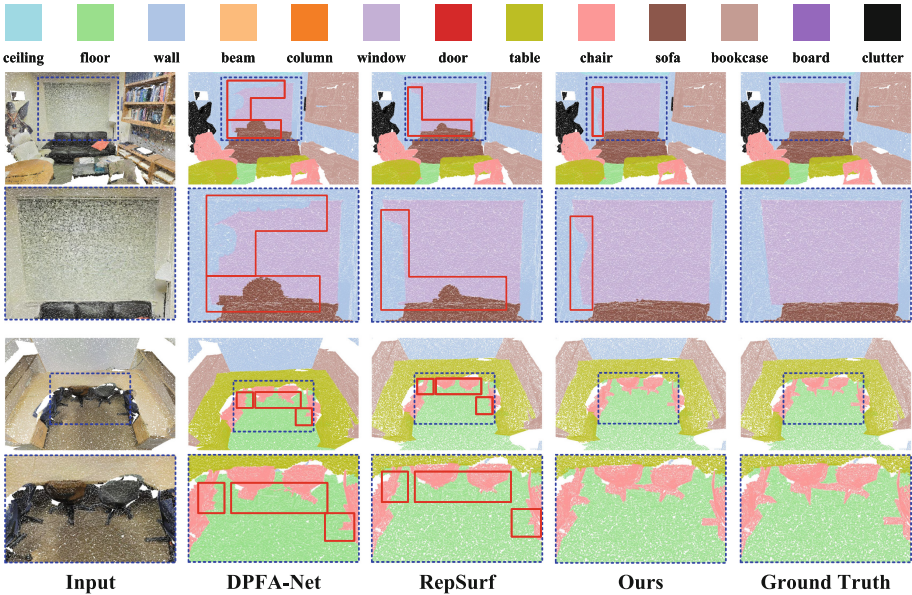 ceiling floor wall beam column window door table chair sofa bookcase board clutter
Input DPFA-Net RepSurf Ours Ground Truth